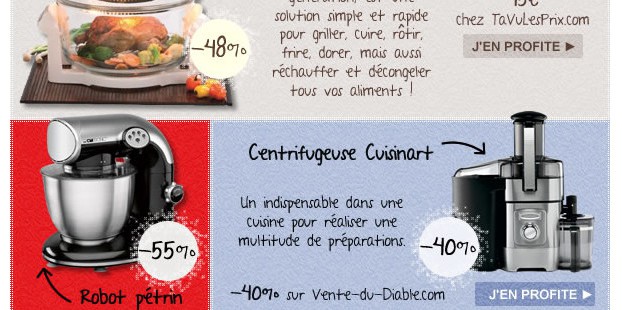 solution simple et rapide
pour griller, cuire, rôtir,
frire, dorer, mais aussi
réchauffer et décongeler
tous vos aliments !
-48%
chez TaVuLesPrix.com
J'EN PROFITE
-55%
Robot pétrin
Centrifugeuse Cuisinart
Un indispensable dans une
cuisine pour réaliser une
multitude de préparations.
-40%
-40% sur Vente-du-Diable.com
J'EN PROFITE